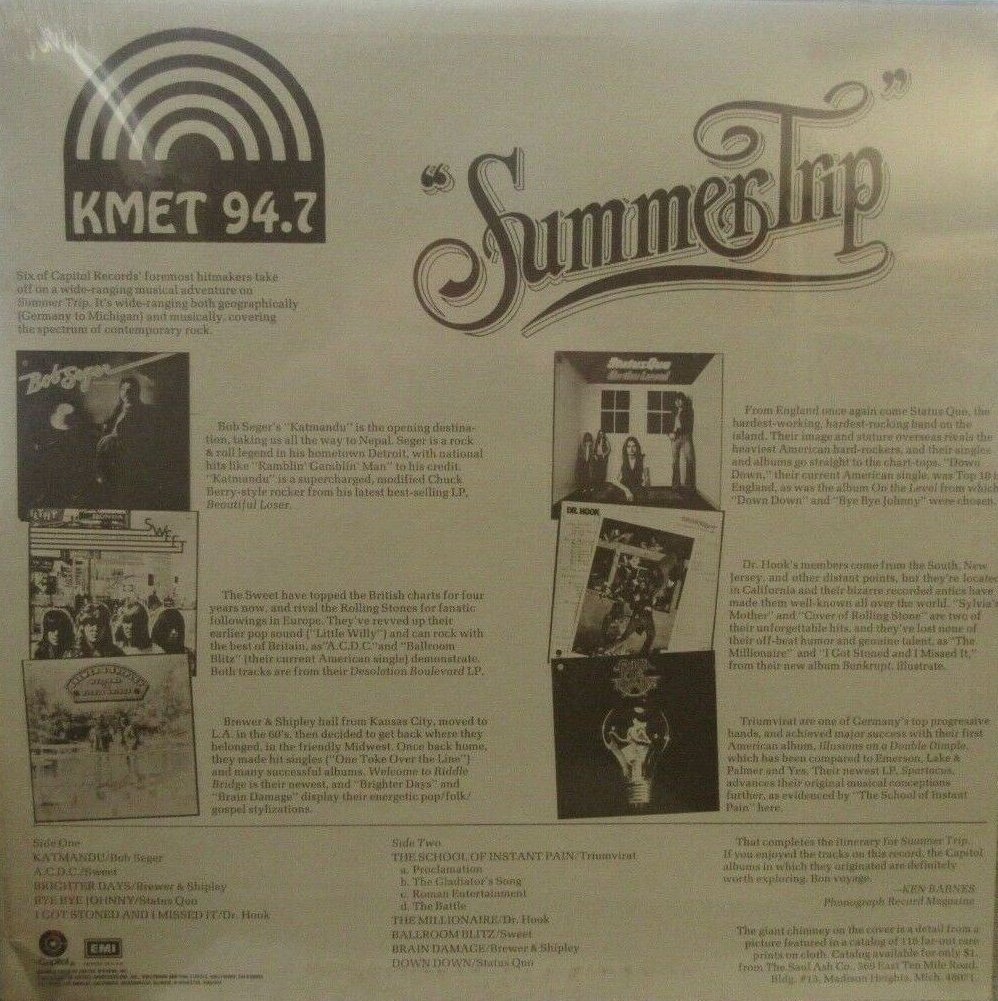 KMET 94.7
"Summer Trip"
Six of Capitol Records' foremost hitmakers take
off on a wide-ranging musical adventure on
Summer Trip. It's wide-ranging both geographically
(Germany to Michigan) and musically, covering
the spectrum of contemporary rock.
Bob Seger
Bob Seger's "Katmandu" is the opening destina-
tion, taking us all the way to Nepal. Seger is a rock
& roll legend in his hometown Detroit, with national
hits like "Ramblin' Gamblin' Man" to his credit.
"Katmandu" is a supercharged, modified Chuck
Berry-style rocker from his latest best-selling LP,
Beautiful Loser.
SWEET
The Sweet have topped the British charts for four
years now, and rival the Rolling Stones for fanatic
followings in Europe. They've revved up their
earlier pop sound ("Little Willy") and can rock with
the best of Britain, as "A.C.D.C." and "Ballroom
Blitz" (their current American single) demonstrate.
Both tracks are from their Desolation Boulevard LP.
Brewer & Shipley hail from Kansas City, moved to
L.A. in the 60's, then decided to get back where they
belonged, in the friendly Midwest. Once back home,
they made hit singles ("One Toke Over the Line")
and many successful albums. Welcome to Riddle
Bridge is their newest, and "Brighter Days" and
"Brain Damage" display their energetic pop/folk/
gospel stylizations.
Status Quo
On the Level
From England once again come Status Quo, the
hardest-working, hardest-rocking band on the
island. Their image and stature overseas rivals the
heaviest American hard-rockers, and their singles
and albums go straight to the chart-tops. "Down
Down," their current American single, was Top 10 i
England, as was the album On the Level from which
"Down Down" and "Bye Bye Johnny" were chosen.
DR. HOOK
Dr. Hook's members come from the South, New
Jersey, and other distant points, but they're locate
in California and their bizarre recorded antics have
made them well-known all over the world. "Sylvia'
Mother" and "Cover of Rolling Stone" are two of
their unforgettable hits, and they've lost none of
their off-beat humor and genuine talent, as "The
Millionaire" and "I Got Stoned and I Missed It,"
from their new album Bankrupt, illustrate.
Triumvirat are one of Germany's top progressive
bands, and achieved major success with their first
American album, Illusions on a Double Dimple,
which has been compared to Emerson, Lake &
Palmer and Yes. Their newest LP, Spartacus,
advances their original musical conceptions
further, as evidenced by "The School of Instant
Pain" here.
Side One
KATMANDU/Bob Seger
A.C.D.C./Sweet
BRIGHTER DAYS/Brewer & Shipley
BYE BYE JOHNNY/Status Quo
I GOT STONED AND I MISSED IT/Dr. Hook
Side Two
THE SCHOOL OF INSTANT PAIN/Triumvirat
a. Proclamation
b. The Gladiator's Song
c. Roman Entertainment
d. The Battle
THE MILLIONAIRE/Dr. Hook
BALLROOM BLITZ/Sweet
BRAIN DAMAGE/Brewer & Shipley
DOWN DOWN/Status Quo
That completes the itinerary for Summer Trip.
If you enjoyed the tracks on this record, the Capitol
albums in which they originated are definitely
worth exploring. Bon voyage.
-KEN BARNES
Phonograph Record Magazine
The giant chimney on the cover is a detail from a
picture featured in a catalog of 118 far-out rare
prints on cloth. Catalog available for only $1.
from The Saul Ash Co., 569 East Ten Mile Road,
Bldg. #13, Madison Heights, Mich. 48071.
Capitol
EMI